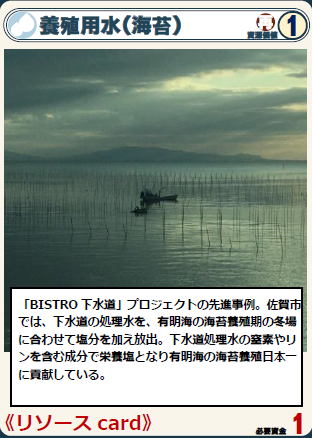 養殖用水(海苔)
資源価値
1
「BISTRO 下水道」プロジェクトの先進事例。佐賀市
では、下水道の処理水を、有明海の海苔養殖期の冬場
に合わせて塩分を加え放出。下水道処理水の窒素やリ
ンを含む成分で栄養塩となり有明海の海苔養殖日本一
に貢献している。
《リソース card》
必要資金 1